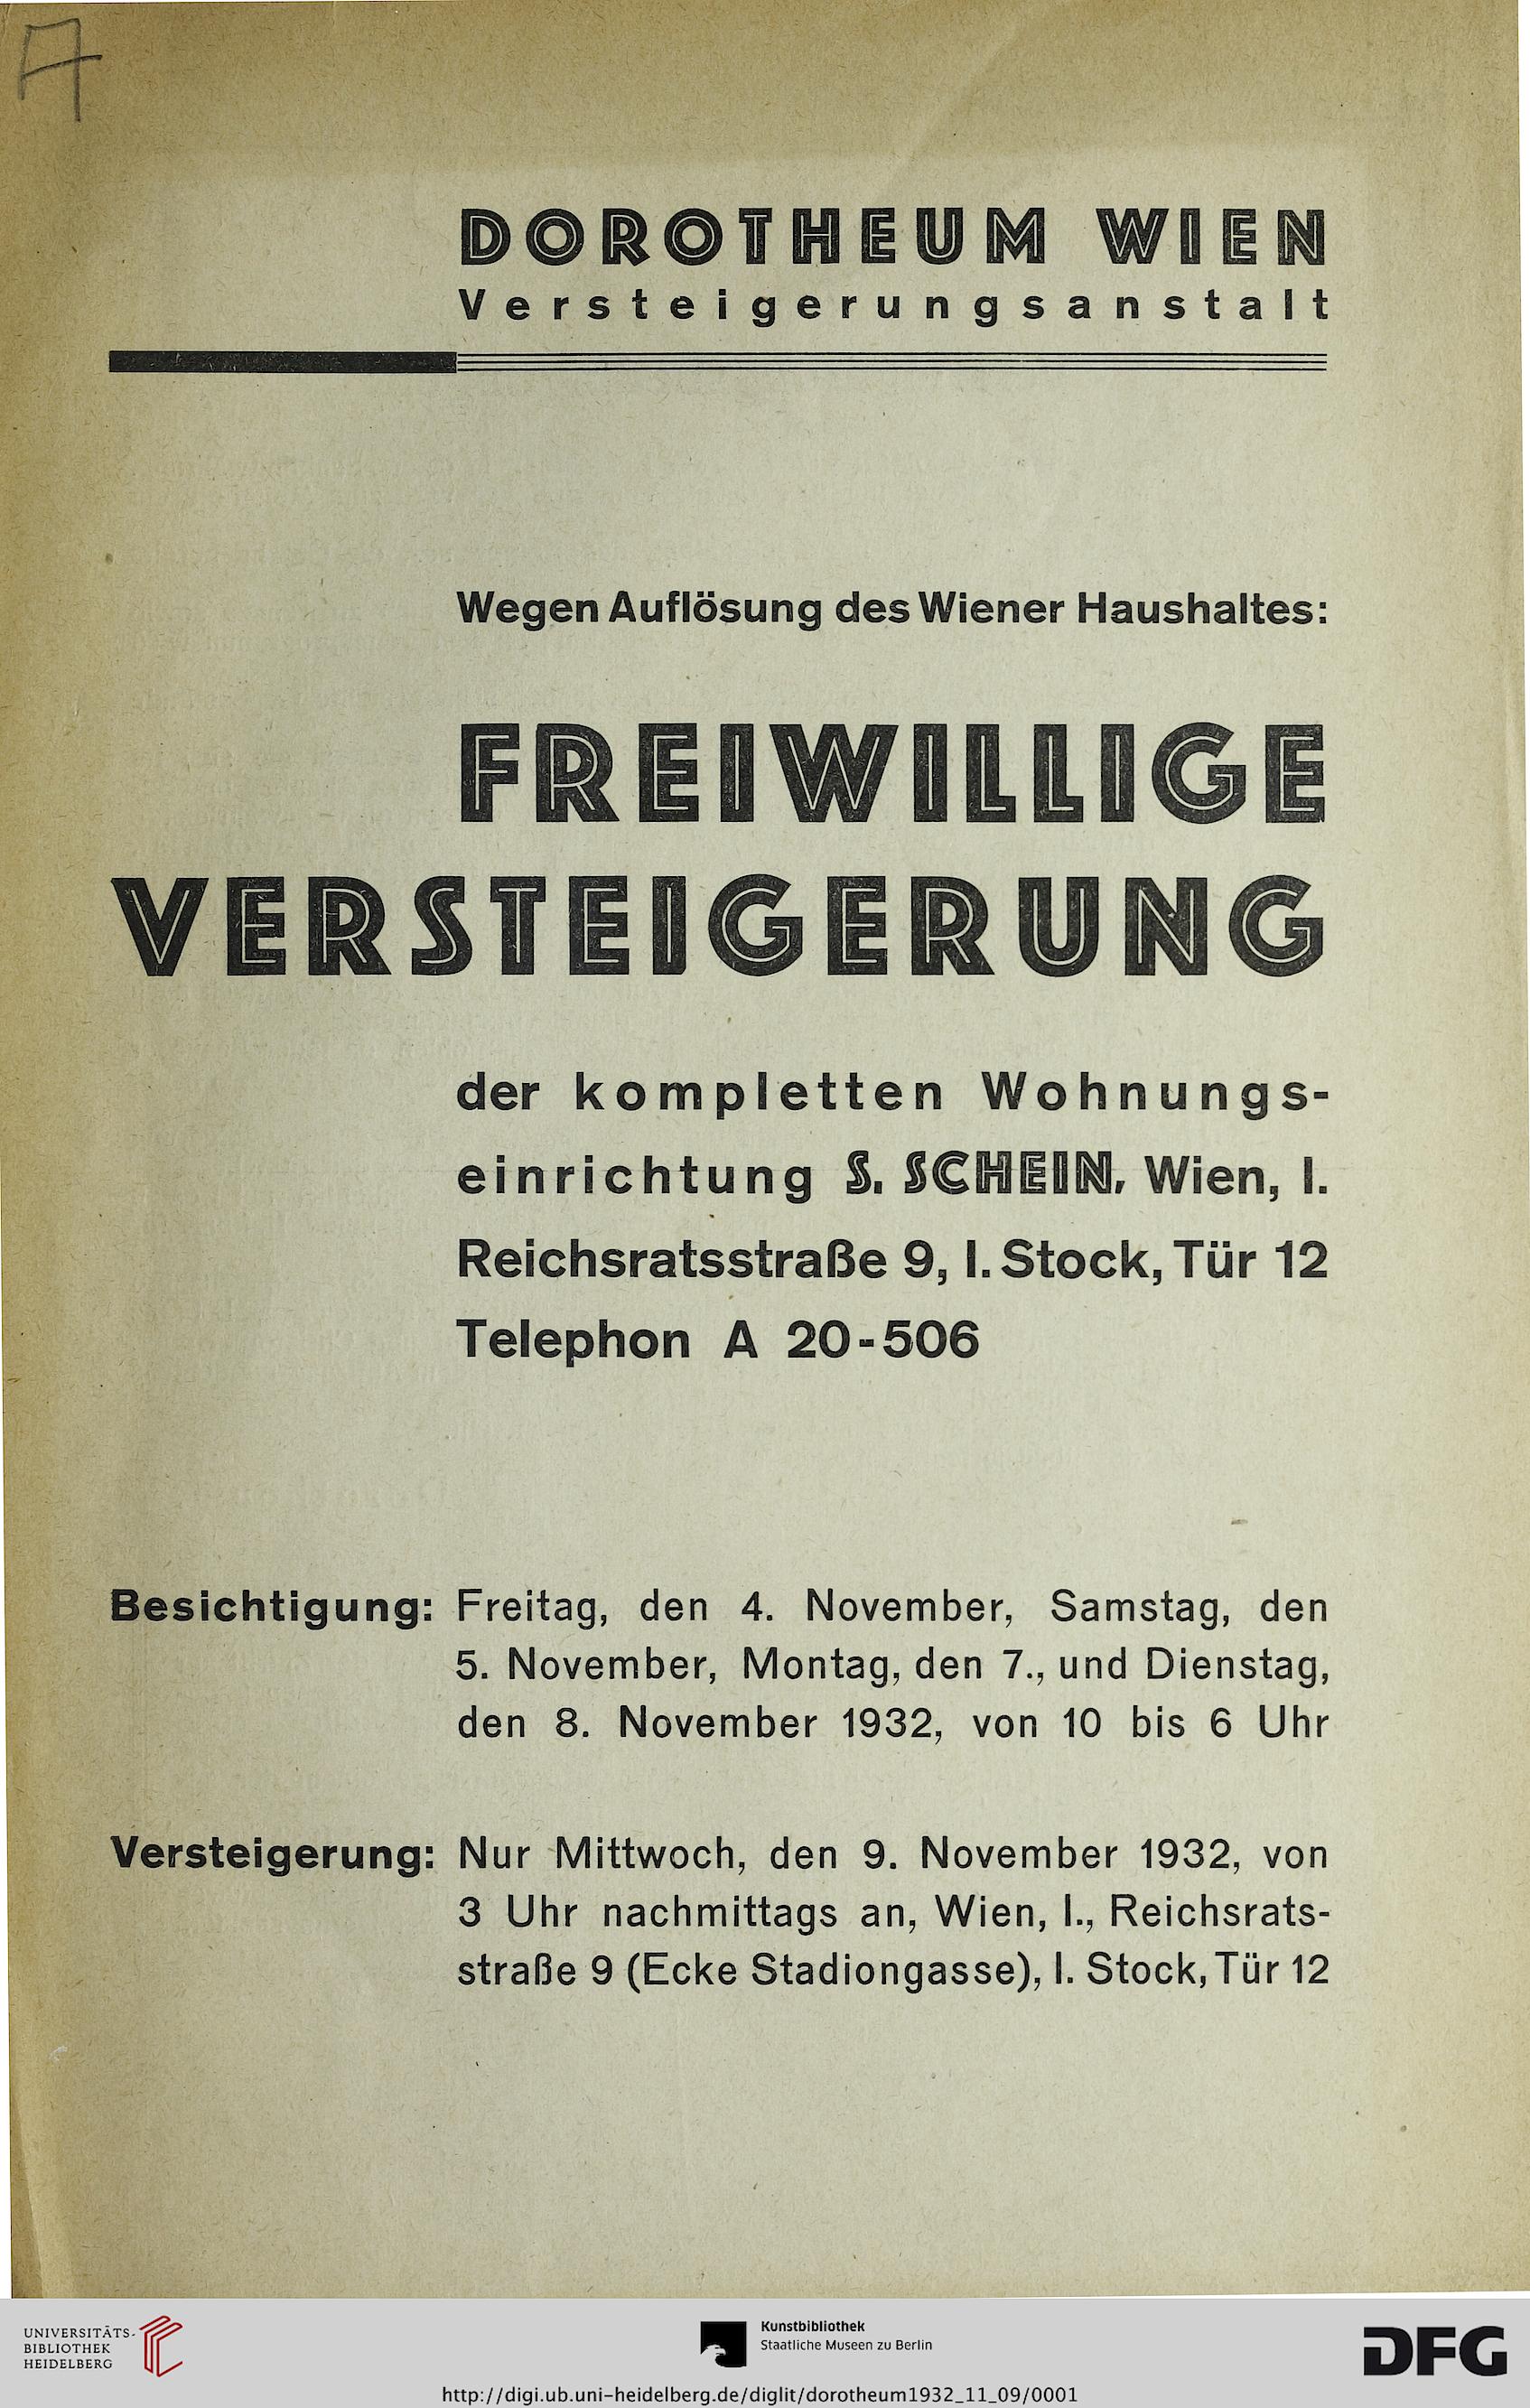 DOROTHEUM WIEN
Versteigerungsanstalt
Wegen Auflösung des Wiener Haushaltes:
FREIWILLIGE
VERSTEIGERUNG
der kompletten Wohnungs-
einrichtung S. SCHEIN, Wien, I.
Reichsratsstraße 9, I. Stock, Tür 12
Telephon A 20-506
Besichtigung: Freitag, den 4. November, Samstag, den
5. November, Montag, den 7., und Dienstag,
den 8. November 1932, von 10 bis 6 Uhr
Versteigerung: Nur Mittwoch, den 9. November 1932, von
3 Uhr nachmittags an, Wien, I., Reichsrats-
straße 9 (Ecke Stadiongasse), I. Stock, Tür 12
UNIVERSITÄTS-
BIBLIOTHEK
HEIDELBERG
Kunstbibliothek
Staatliche Museen zu Berlin
DFG
http://digi.ub.uni-heidelberg.de/diglit/dorotheum1932_11_09/0001